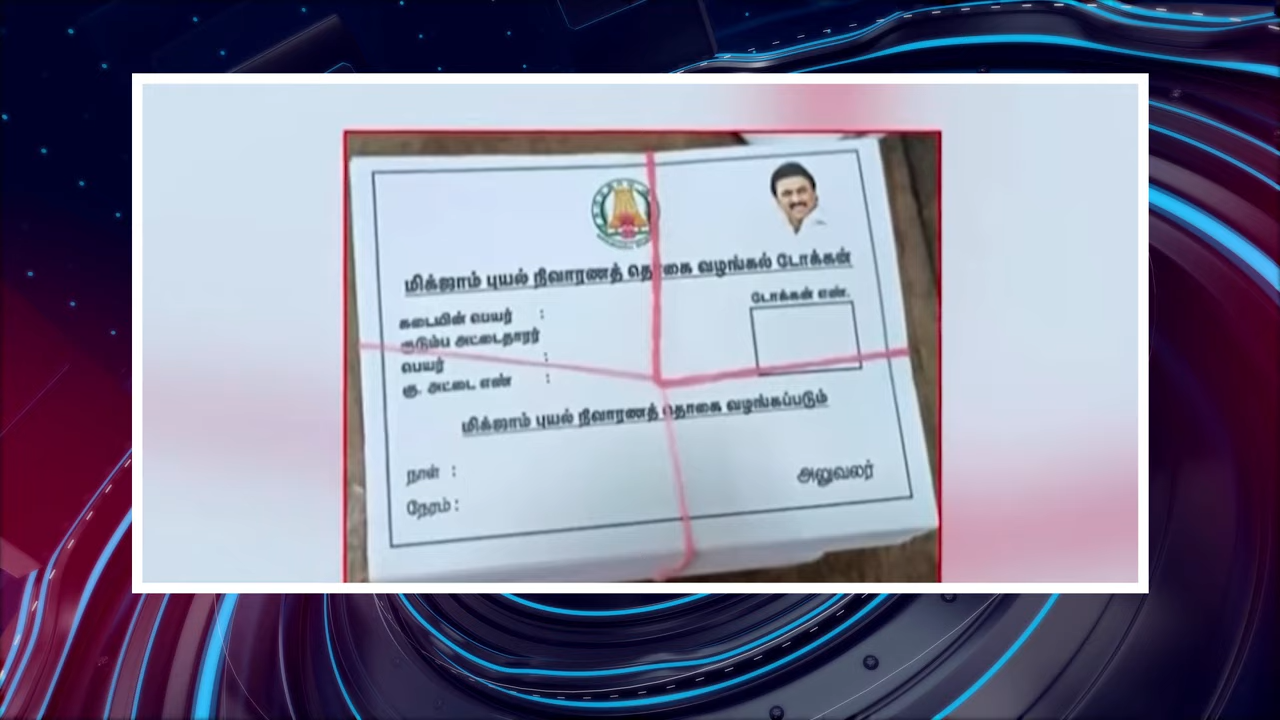 மிக்ஜாம் புயல் நிவாரணத் தொகை வழங்கல் டோக்கன்
டோக்கன் எண்.
கடையின் பெயர் :
குடும்ப அட்டைதாரர்
பெயர் :
கு. அட்டை எண் :
மிக்ஜாம் புயல் நிவாரணத் தொகை வழங்கப்படும்
நாள் :
நேரம் :
அலுவலர்